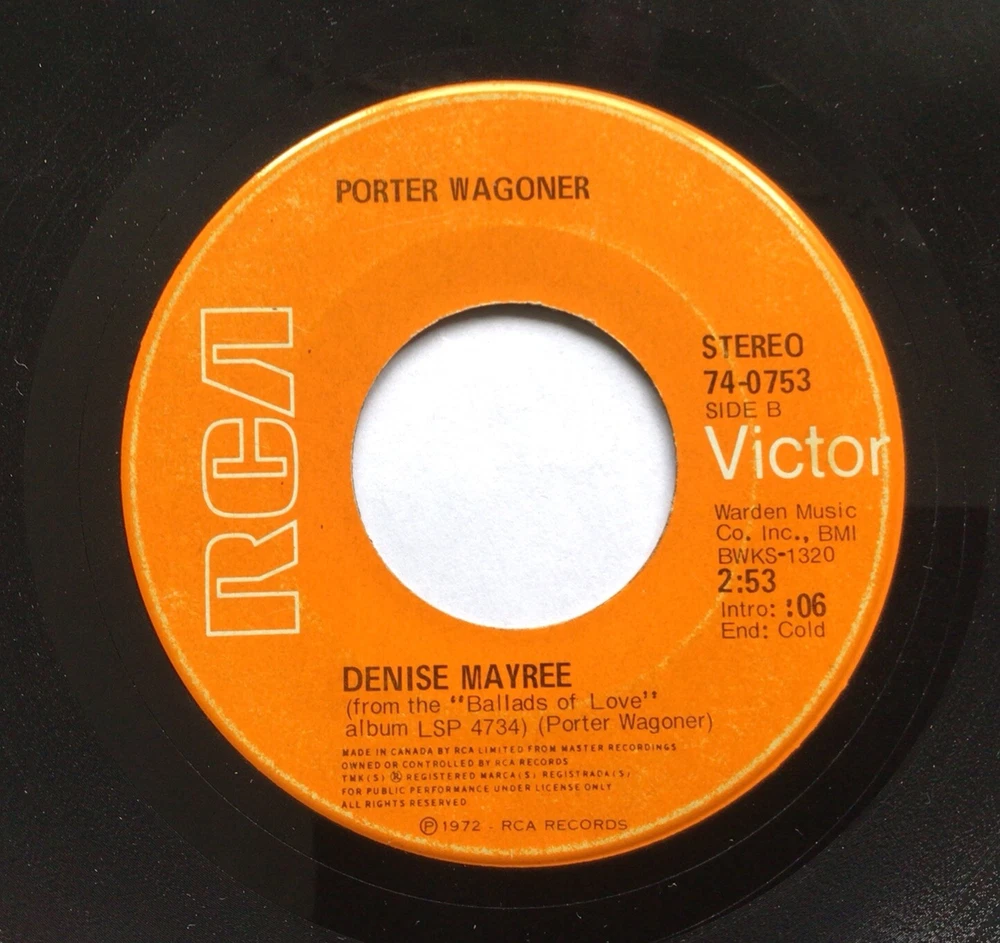 PORTER WAGONER
RCA
STEREO
74-0753
SIDE B
Victor
Warden Music
Co. Inc., BMI
BWKS-1320
2:53
Intro: :06
End: Cold
DENISE MAYREE
(from the "Ballads of Love"
album LSP 4734) (Porter Wagoner)
MADE IN CANADA BY RCA LIMITED FROM MASTER RECORDINGS
OWNED OR CONTROLLED BY RCA RECORDS
TMK(S) ® REGISTERED MARCA(S) REGISTRADA(S)
FOR PUBLIC PERFORMANCE UNDER LICENSE ONLY
ALL RIGHTS RESERVED
℗ 1972 - RCA RECORDS